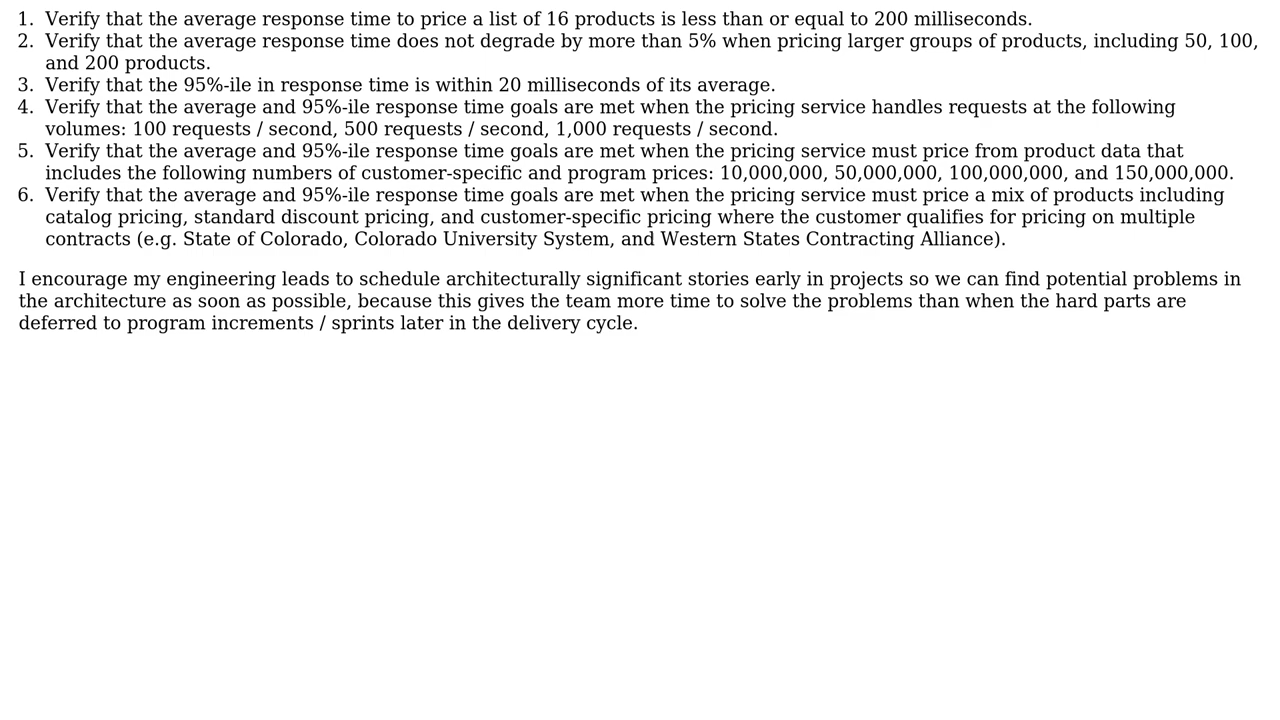 1. Verify that the average response time to price a list of 16 products is less than or equal to 200 milliseconds.
2. Verify that the average response time does not degrade by more than 5% when pricing larger groups of products, including 50, 100,
and 200 products.
3. Verify that the 95%-ile in response time is within 20 milliseconds of its average.
4. Verify that the average and 95%-ile response time goals are met when the pricing service handles requests at the following
volumes: 100 requests / second, 500 requests / second, 1,000 requests / second.
5. Verify that the average and 95%-ile response time goals are met when the pricing service must price from product data that
includes the following numbers of customer-specific and program prices: 10,000,000, 50,000,000, 100,000,000, and 150,000,000.
6. Verify that the average and 95%-ile response time goals are met when the pricing service must price a mix of products including
catalog pricing, standard discount pricing, and customer-specific pricing where the customer qualifies for pricing on multiple
contracts (e.g. State of Colorado, Colorado University System, and Western States Contracting Alliance).
I encourage my engineering leads to schedule architecturally significant stories early in projects so we can find potential problems in
the architecture as soon as possible, because this gives the team more time to solve the problems than when the hard parts are
deferred to program increments / sprints later in the delivery cycle.